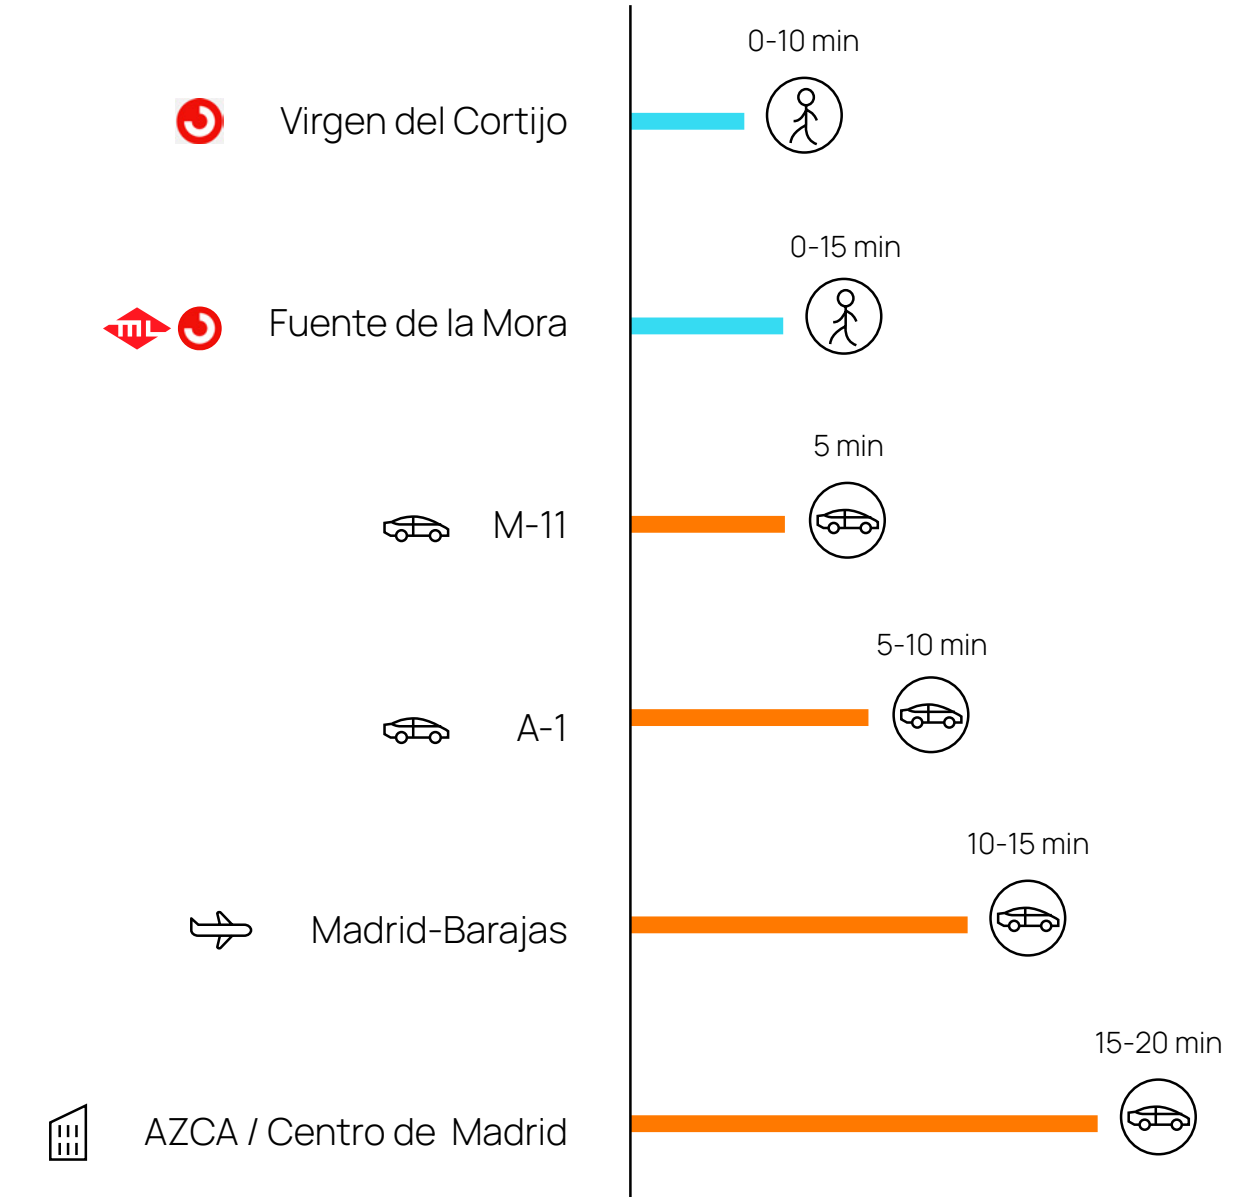 0-10 min
Virgen del Cortijo
0-15 min
ML
Fuente de la Mora
5 min
M-11
5-10 min
A-1
10-15 min
Madrid-Barajas
15-20 min
AZCA / Centro de Madrid